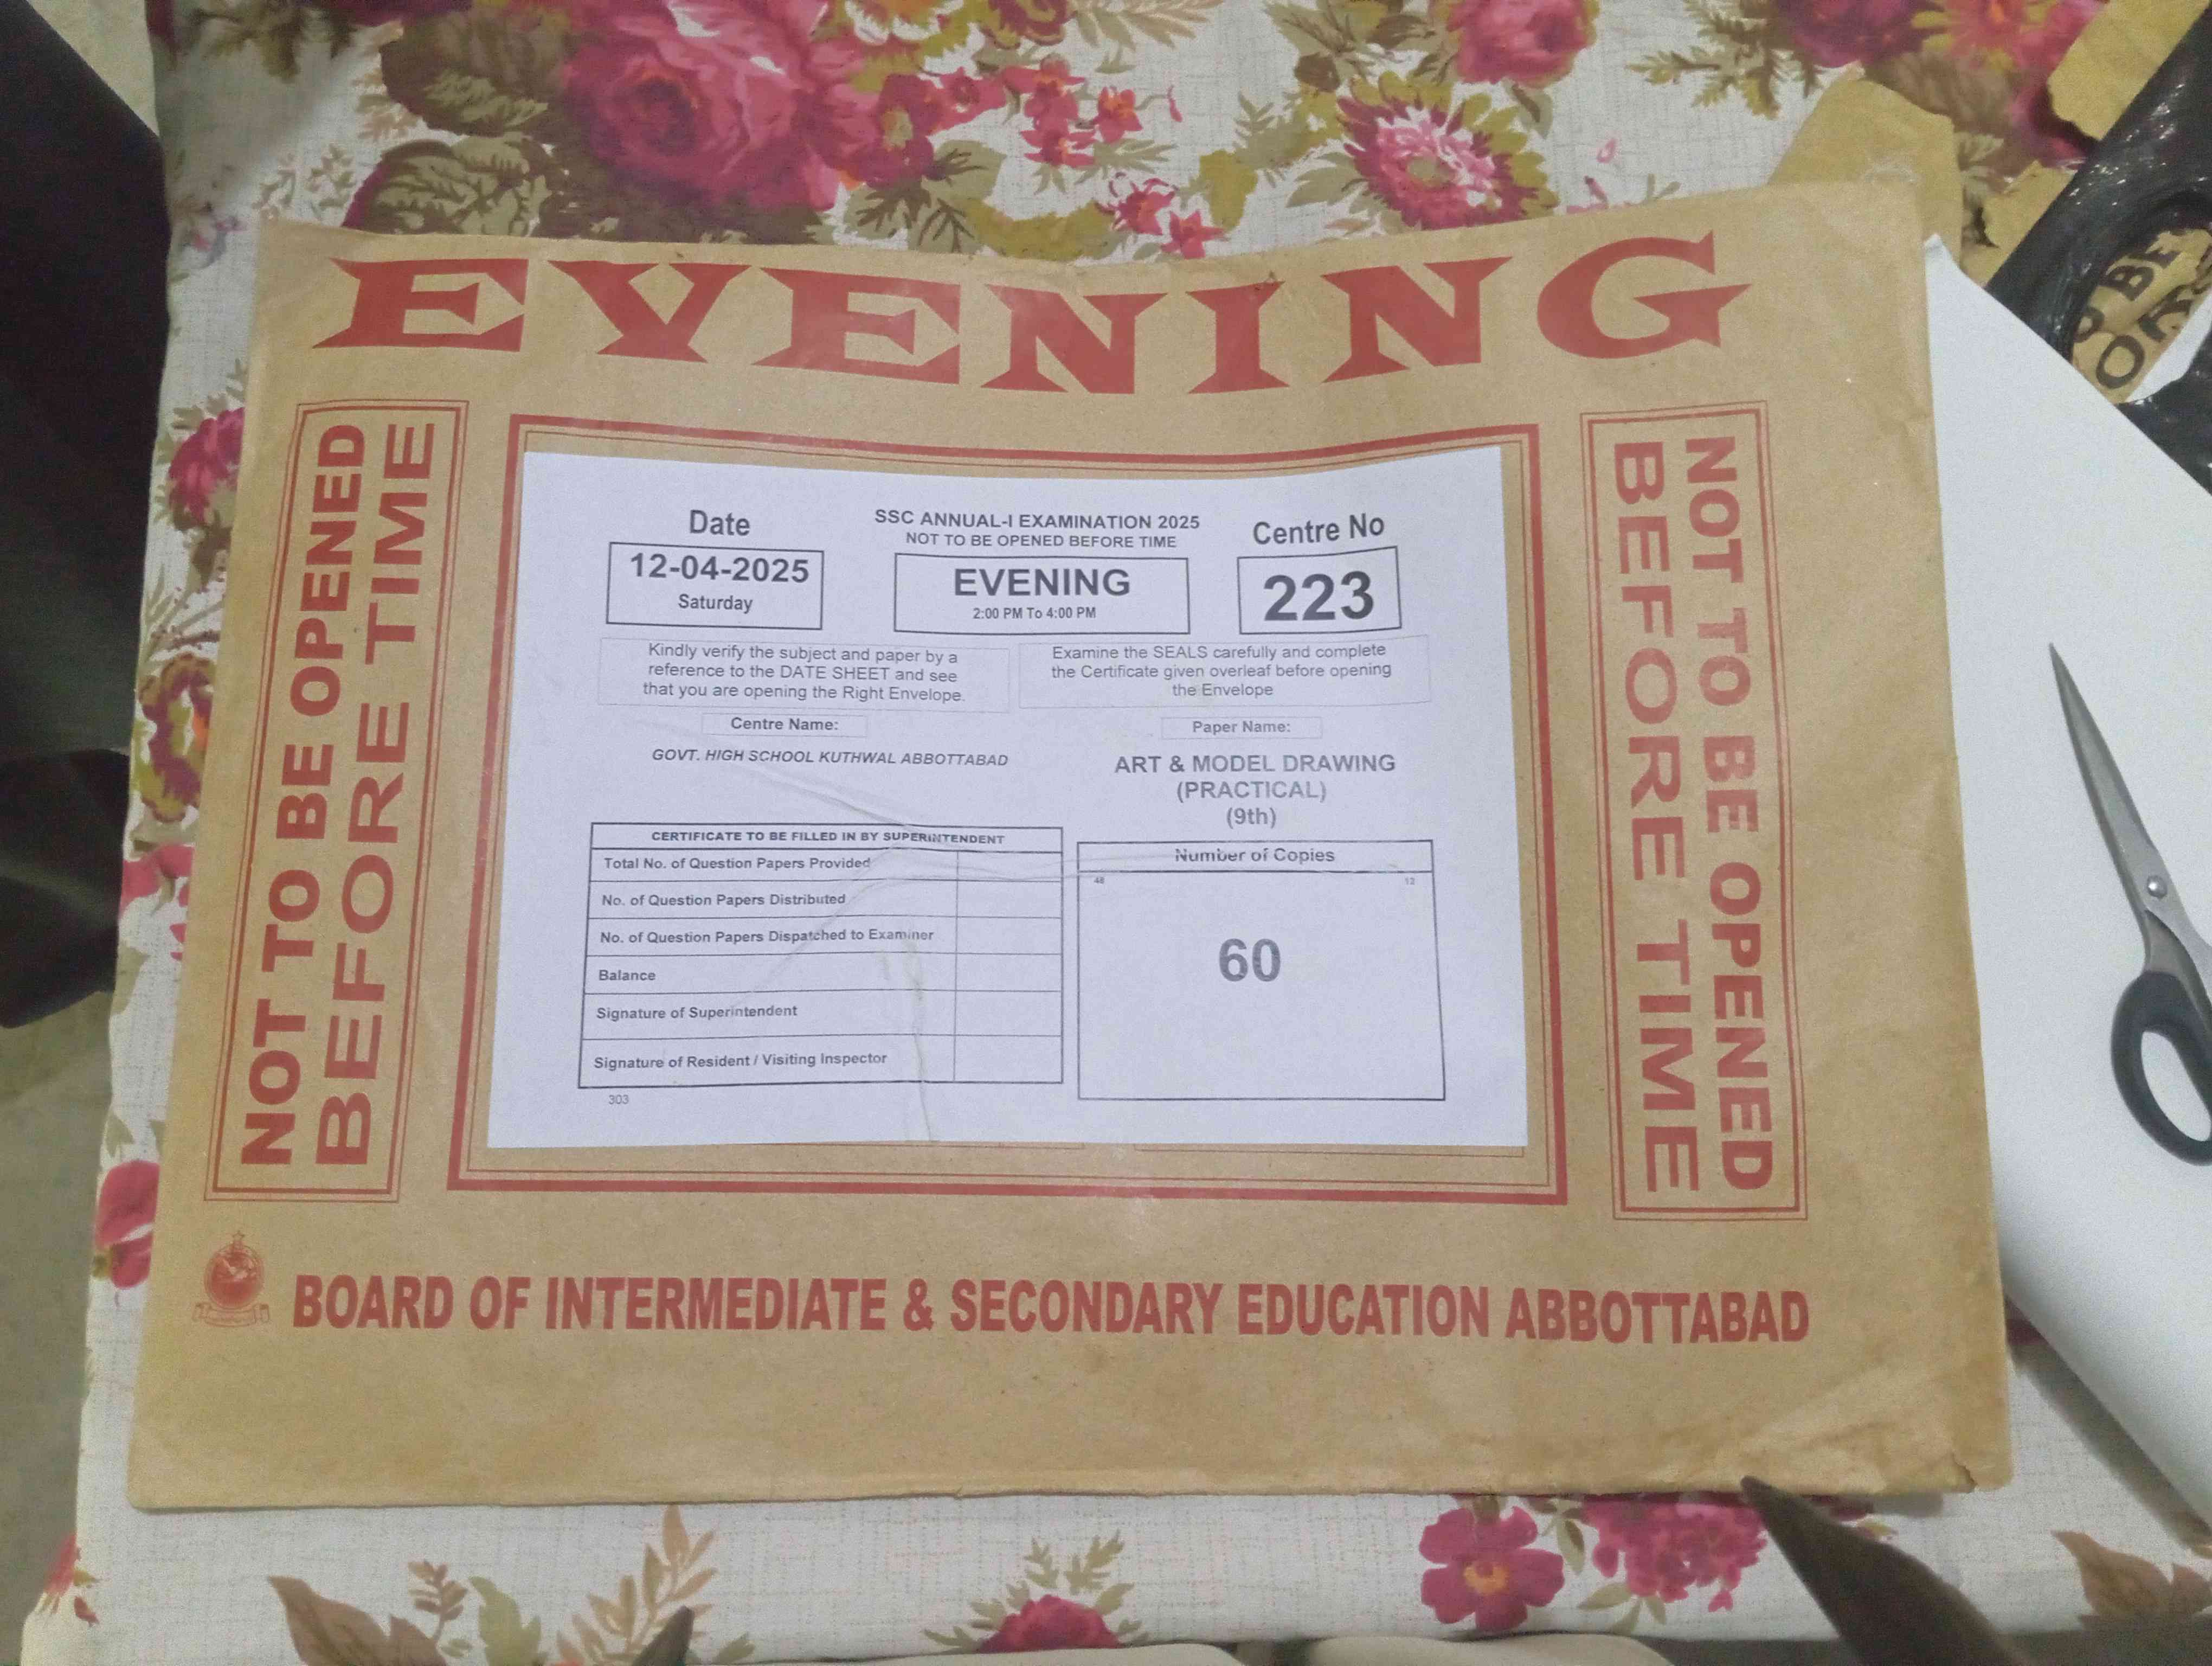 EVENING
NOT TO BE OPENED
BEFORE TIME
Date
12-04-2025
Saturday
SSC ANNUAL-I EXAMINATION 2025
NOT TO BE OPENED BEFORE TIME
EVENING
2:00 PM To 4:00 PM
Centre No
223
Kindly verify the subject and paper by a
reference to the DATE SHEET and see
that you are opening the Right Envelope.
Examine the SEALS carefully and complete
the Certificate given overleaf before opening
the Envelope
Centre Name:
GOVT. HIGH SCHOOL KUTHWAL ABBOTTABAD
Paper Name:
ART & MODEL DRAWING
(PRACTICAL)
(9th)
CERTIFICATE TO BE FILLED IN BY SUPERINTENDENT
Total No. of Question Papers Provided
No. of Question Papers Distributed
No. of Question Papers Dispatched to Examiner
Balance
Signature of Superintendent
Signature of Resident / Visiting Inspector
303
Number of Copies
48 12
60
NOT TO BE OPENED
BEFORE TIME
BOARD OF INTERMEDIATE & SECONDARY EDUCATION ABBOTTABAD